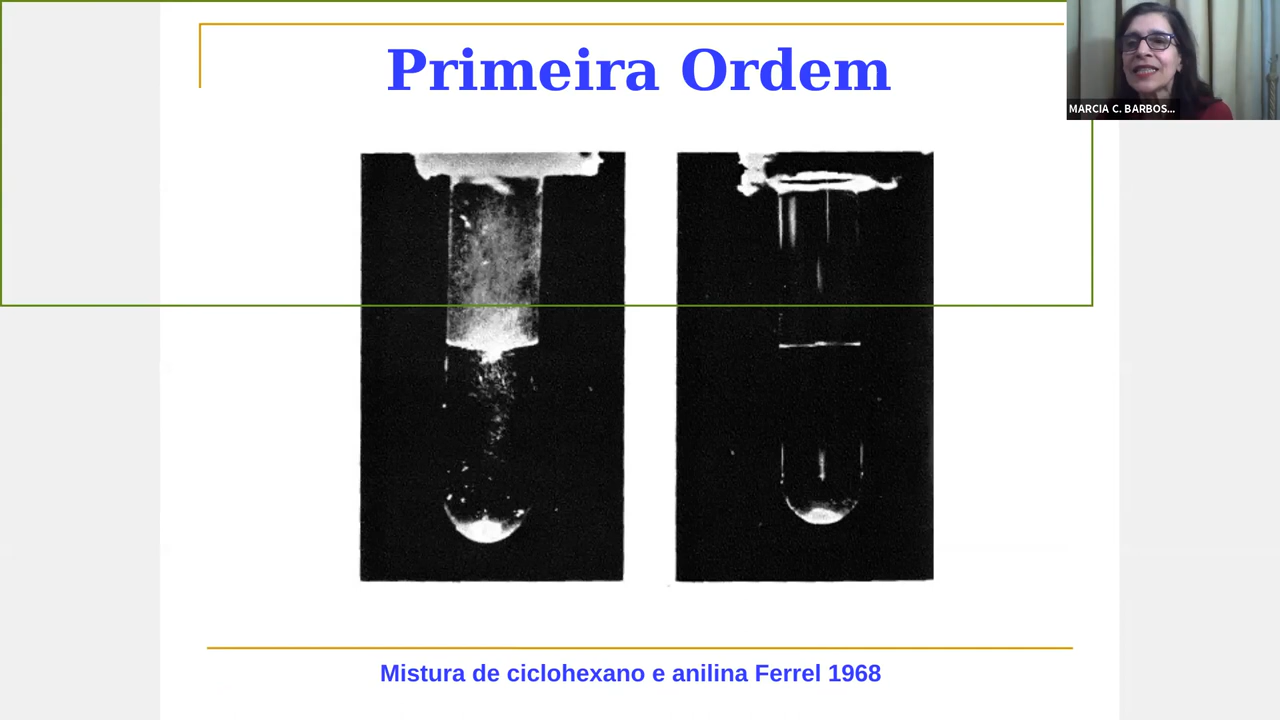 Primeira Ordem
MARCIA C. BARBOS...
Mistura de ciclohexano e anilina Ferrel 1968